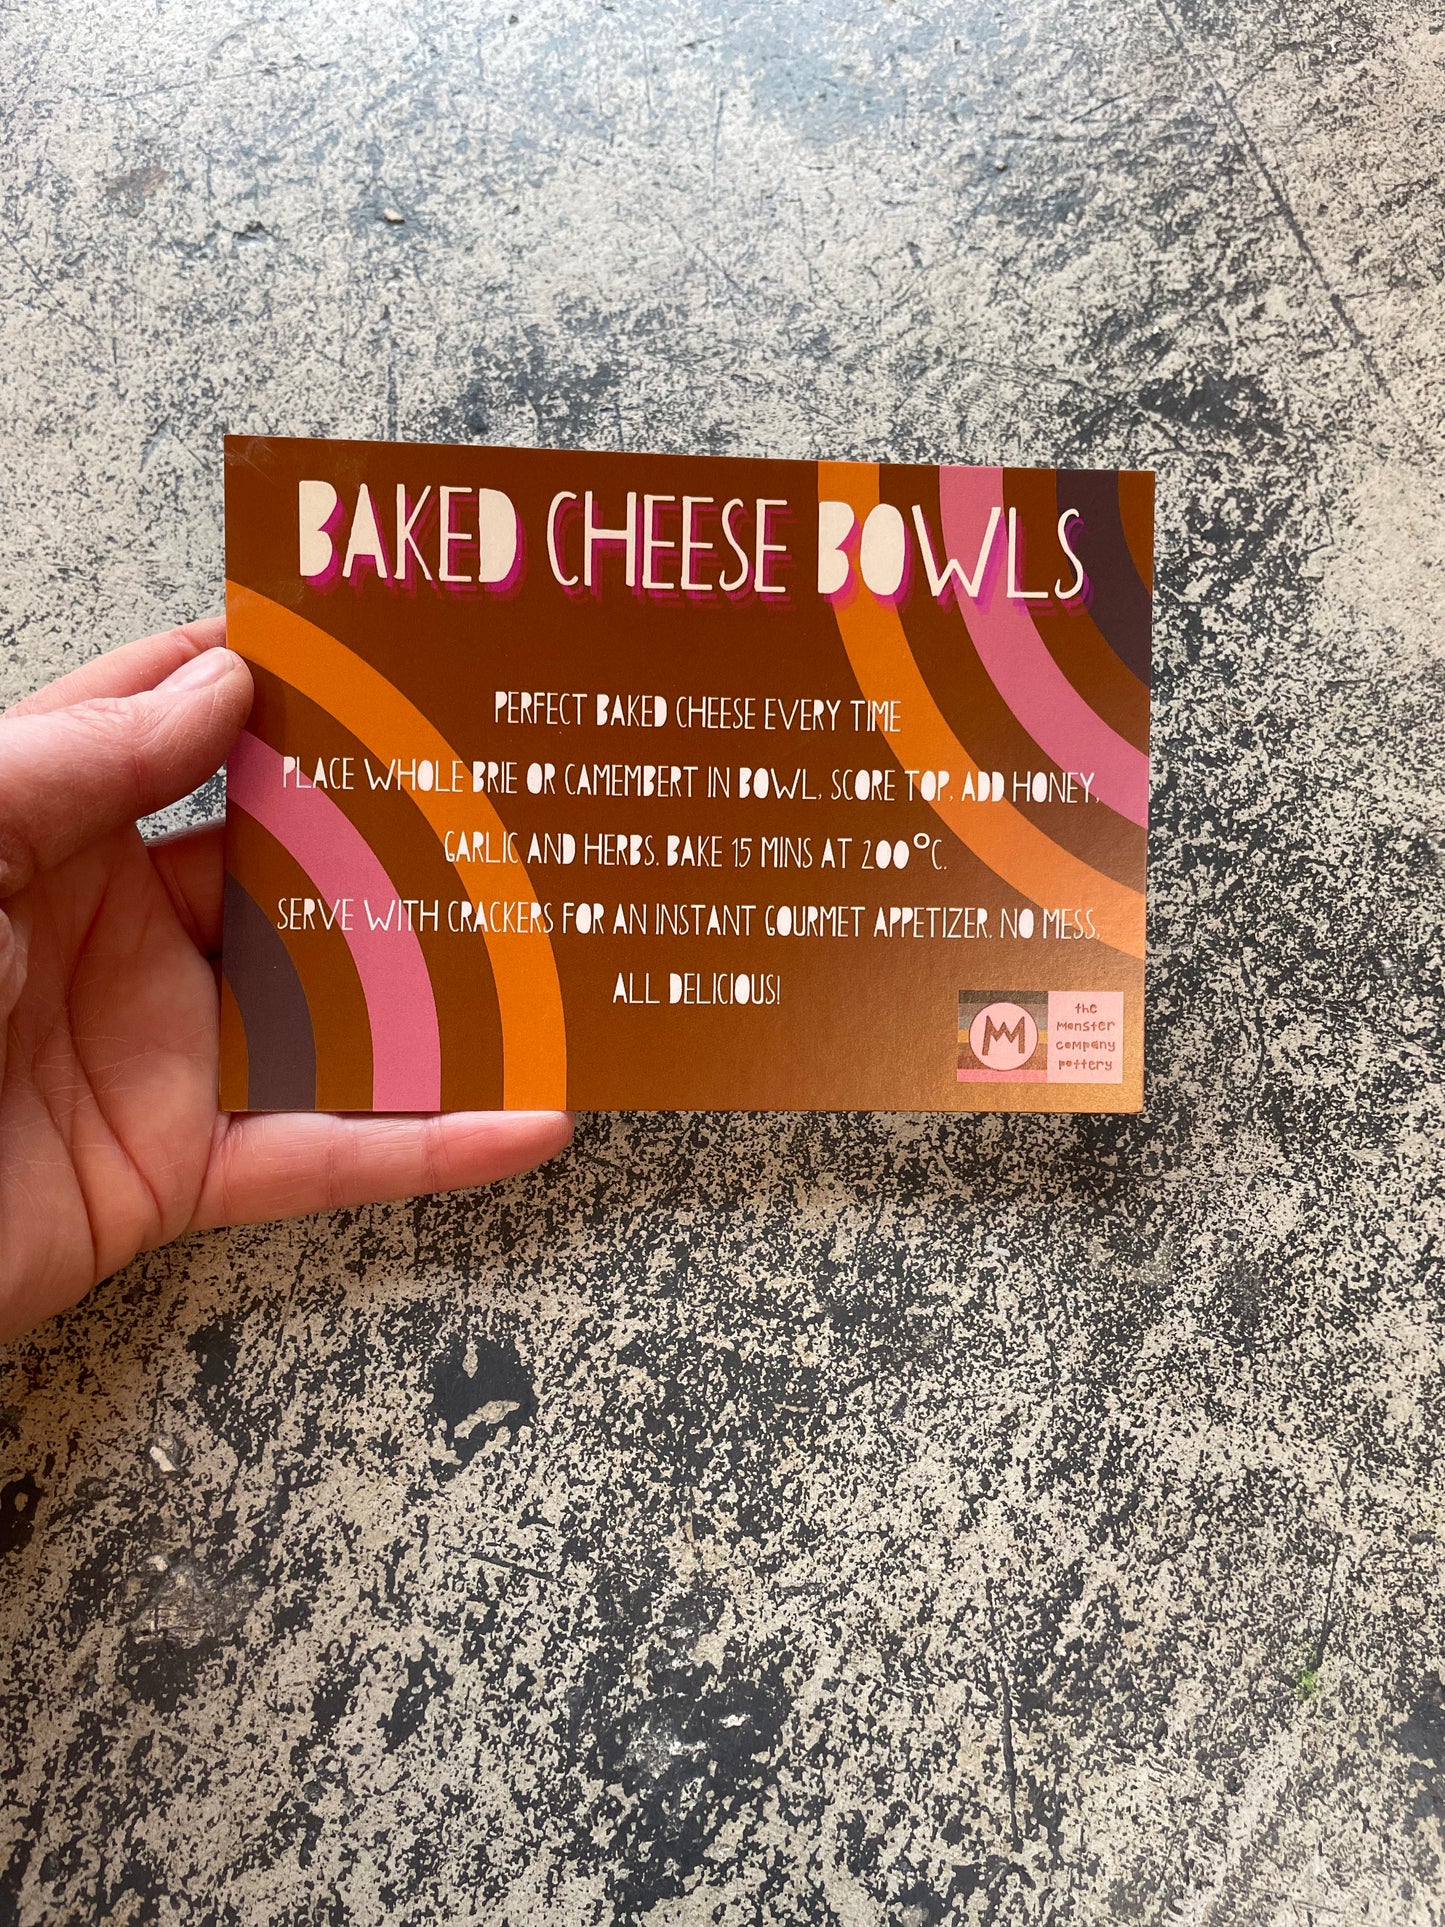 BAKED CHEESE BOWLS
PERFECT BAKED CHEESE EVERY TIME
PLACE WHOLE BRIE OR CAMEMBERT IN BOWL, SCORE TOP, ADD HONEY,
GARLIC AND HERBS. BAKE 15 MINS AT 200°C.
SERVE WITH CRACKERS FOR AN INSTANT GOURMET APPETIZER. NO MESS,
ALL DELICIOUS!
M
the
Monster
company
pottery